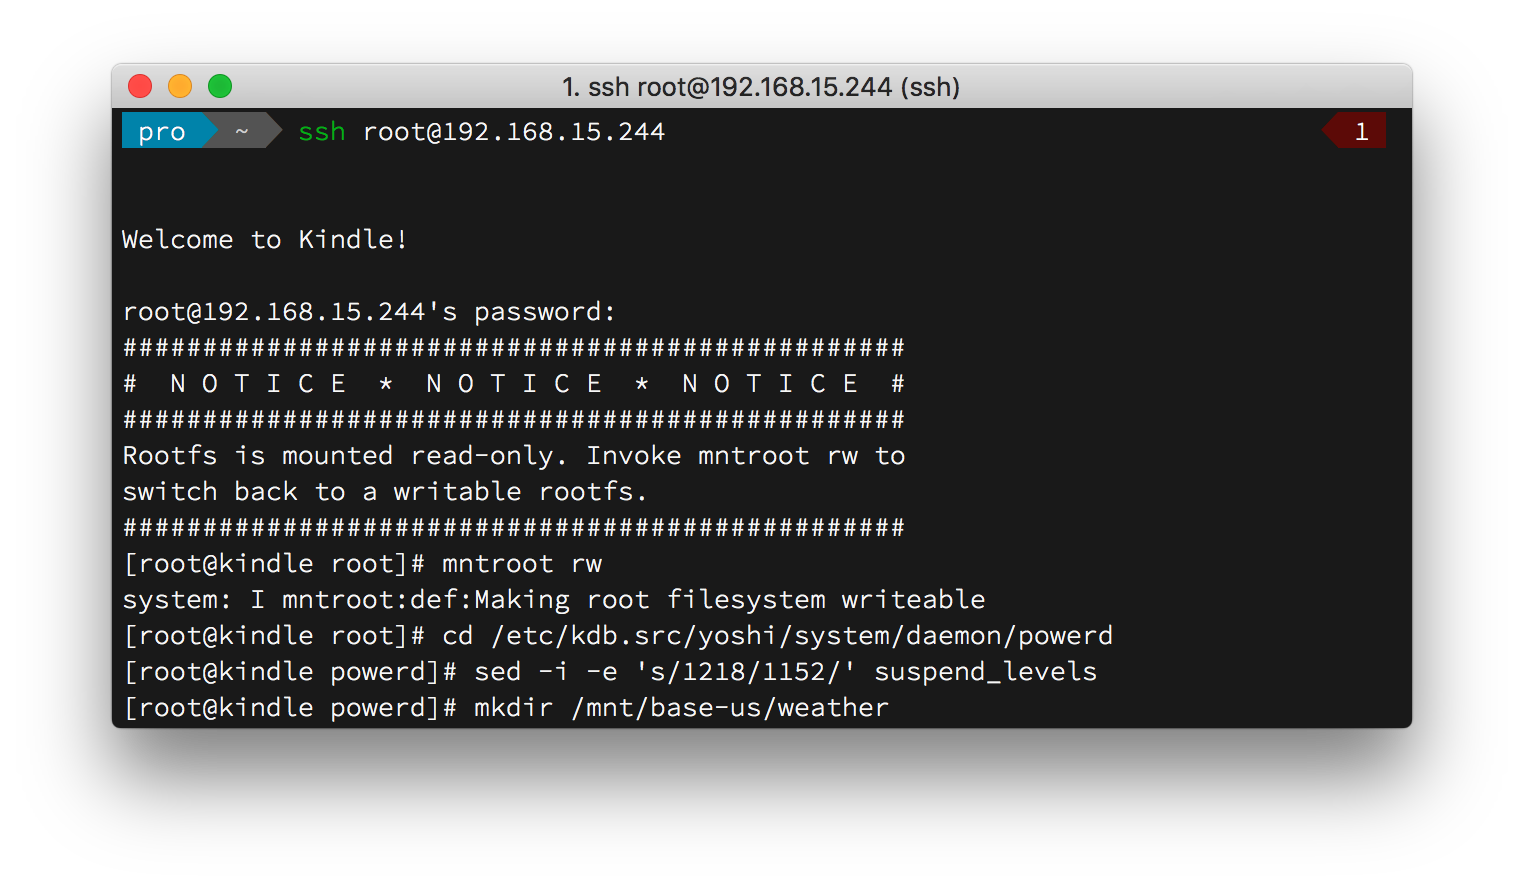 1. ssh root@192.168.15.244 (ssh)
pro ~ ssh root@192.168.15.244 1
Welcome to Kindle!
root@192.168.15.244's password:
#################################################
#  N O T I C E  *  N O T I C E  *  N O T I C E  #
#################################################
Rootfs is mounted read-only. Invoke mntroot rw to
switch back to a writable rootfs.
#################################################
[root@kindle root]# mntroot rw
system: I mntroot:def:Making root filesystem writeable
[root@kindle root]# cd /etc/kdb.src/yoshi/system/daemon/powerd
[root@kindle powerd]# sed -i -e 's/1218/1152/' suspend_levels
[root@kindle powerd]# mkdir /mnt/base-us/weather